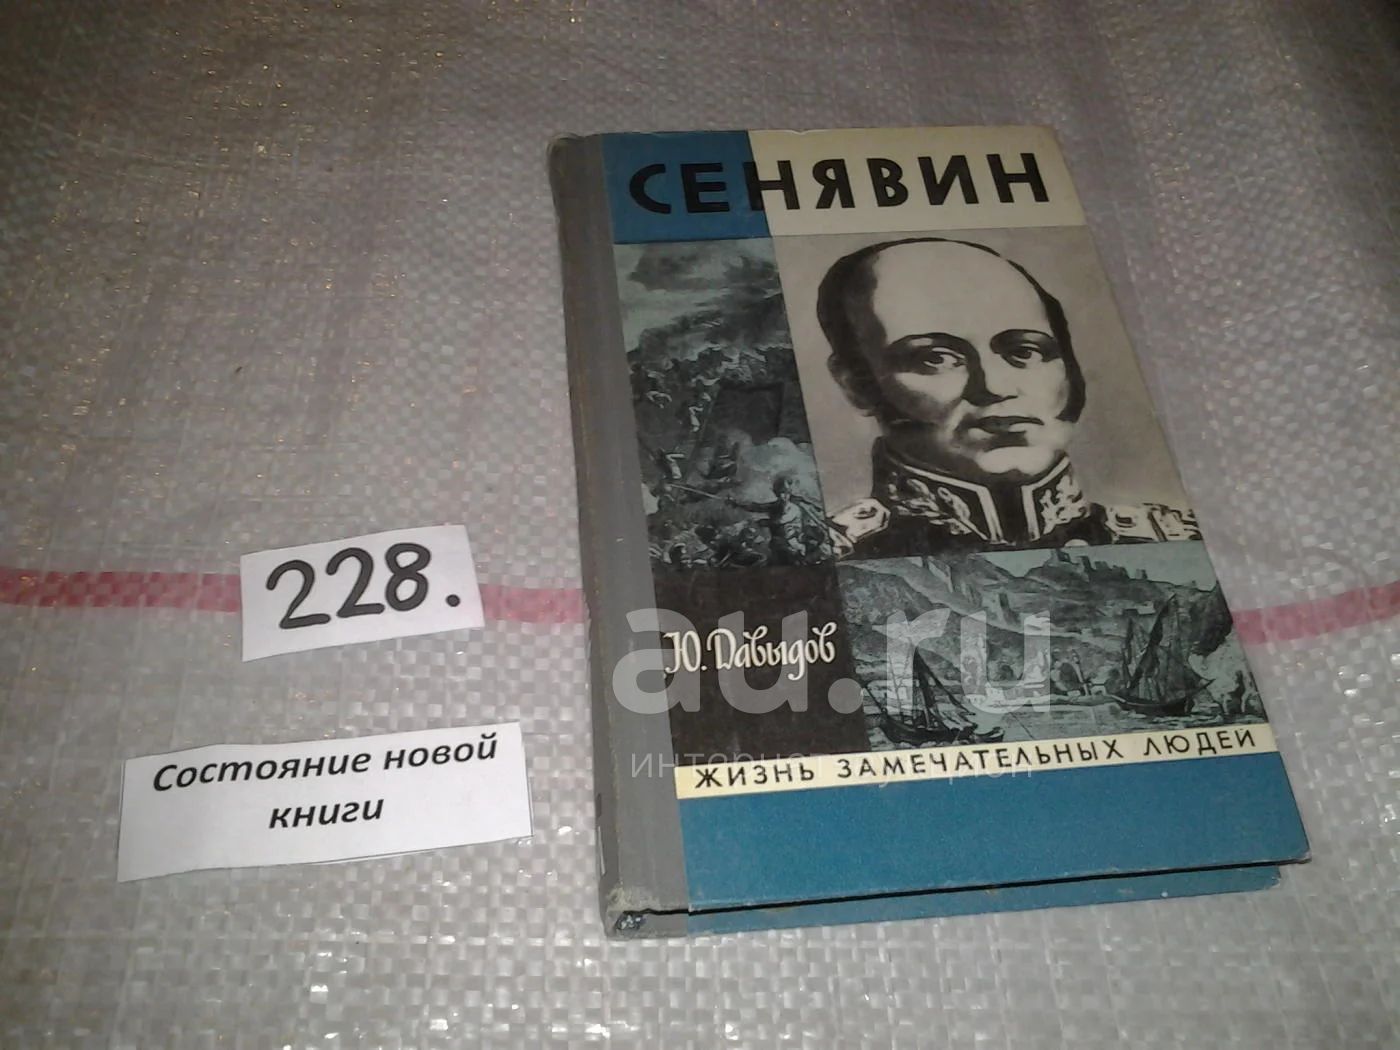 СЕНЯВИН
Ю. Давыдов
ЖИЗНЬ ЗАМЕЧАТЕЛЬНЫХ ЛЮДЕЙ
228.
Состояние новой
книги
au.ru